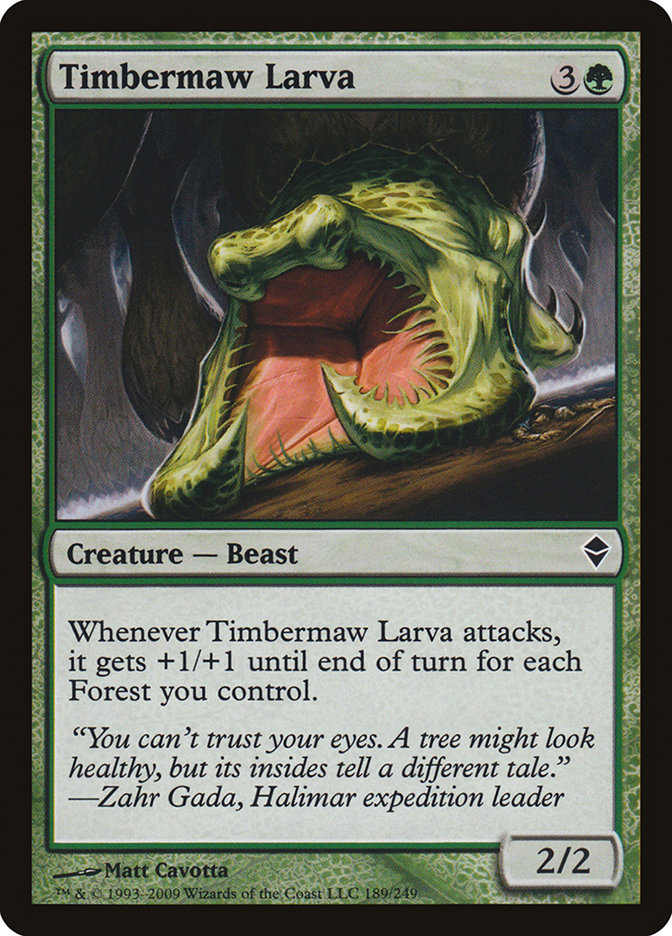 Timbermaw Larva 3
Creature — Beast
Whenever Timbermaw Larva attacks,
it gets +1/+1 until end of turn for each
Forest you control.
“You can’t trust your eyes. A tree might look
healthy, but its insides tell a different tale.”
—Zahr Gada, Halimar expedition leader
2/2
Matt Cavotta
™ & © 1993–2009 Wizards of the Coast LLC 189/249